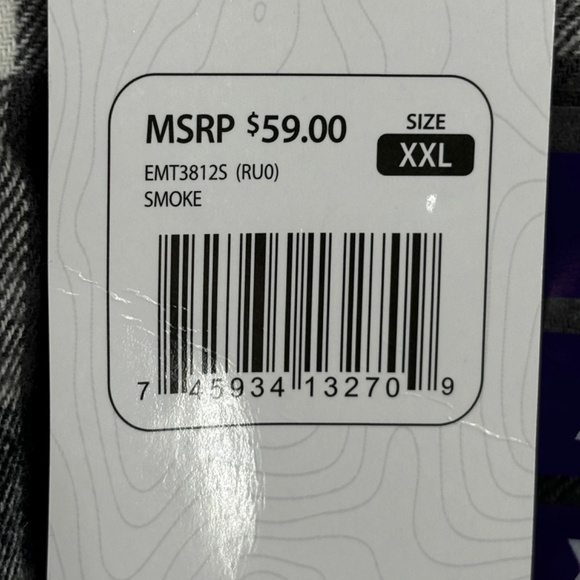 MSRP $59.00
SIZE
XXL
EMT3812S (RU0)
SMOKE
7 45934 13270 9